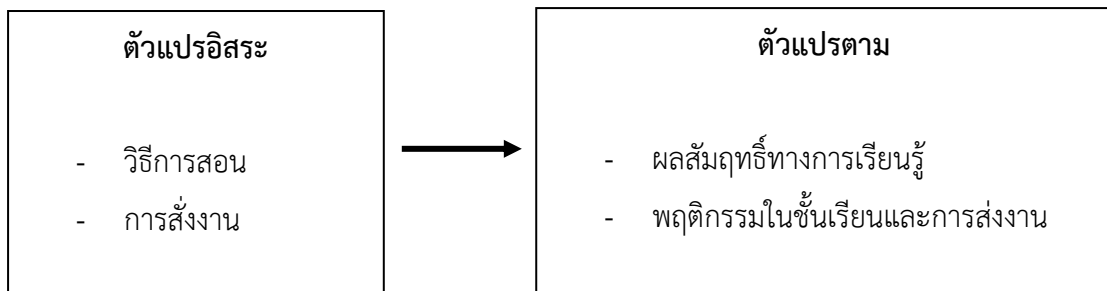 ตัวแปรอิสระ
- วิธีการสอน
- การสั่งงาน
ตัวแปรตาม
- ผลสัมฤทธิ์ทางการเรียนรู้
- พฤติกรรมในชั้นเรียนและการส่งงาน